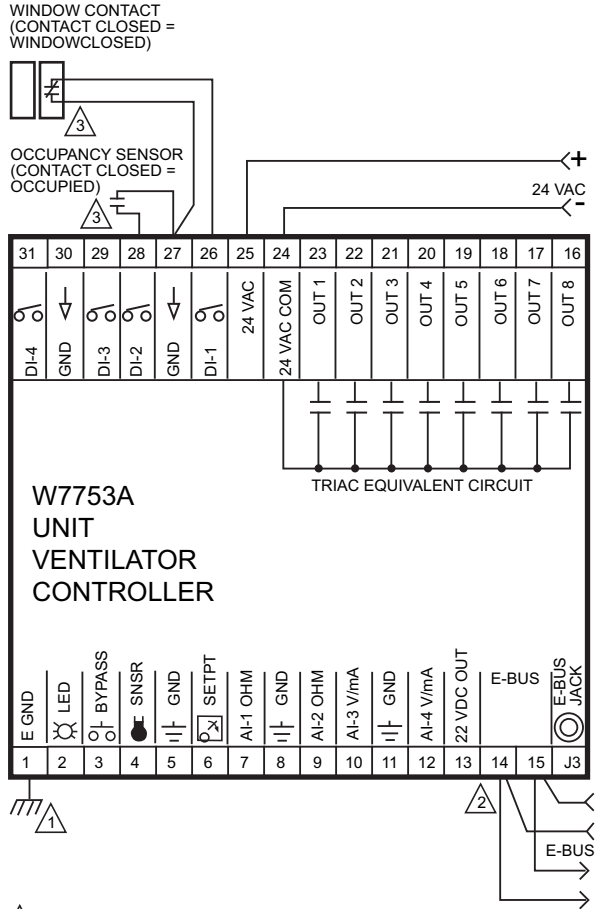 WINDOW CONTACT
(CONTACT CLOSED =
WINDOWCLOSED)
3
OCCUPANCY SENSOR
(CONTACT CLOSED =
OCCUPIED)
3
+
24 VAC
-
31 30 29 28 27 26 25 24 23 22 21 20 19 18 17 16
DI-4
GND
DI-3
DI-2
GND
DI-1
24 VAC
24 VAC COM
OUT 1
OUT 2
OUT 3
OUT 4
OUT 5
OUT 6
OUT 7
OUT 8
TRIAC EQUIVALENT CIRCUIT
W7753A
UNIT
VENTILATOR
CONTROLLER
E GND
LED
BYPASS
SNSR
GND
SETPT
AI-1 OHM
GND
AI-2 OHM
AI-3 V/mA
GND
AI-4 V/mA
22 VDC OUT
E-BUS
E-BUS
JACK
1 2 3 4 5 6 7 8 9 10 11 12 13 14 15 J3
1
2
E-BUS